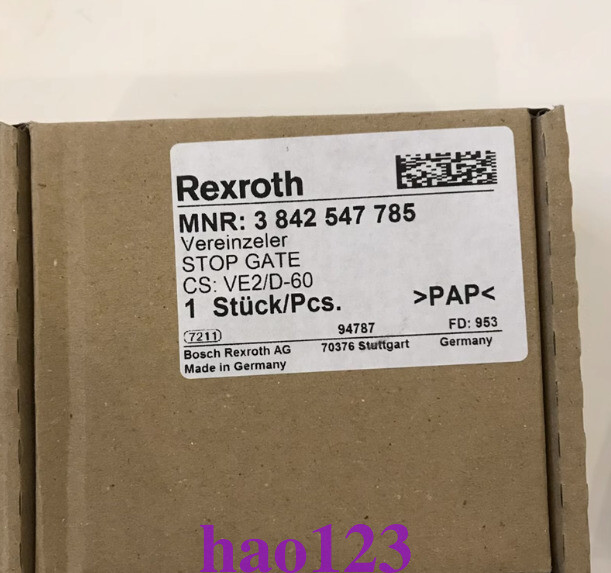 Rexroth
MNR: 3 842 547 785
Vereinzeler
STOP GATE
CS: VE2/D-60
1 Stück/Pcs. >PAP<
7211 94787 FD: 953
Bosch Rexroth AG 70376 Stuttgart Germany
Made in Germany
hao123